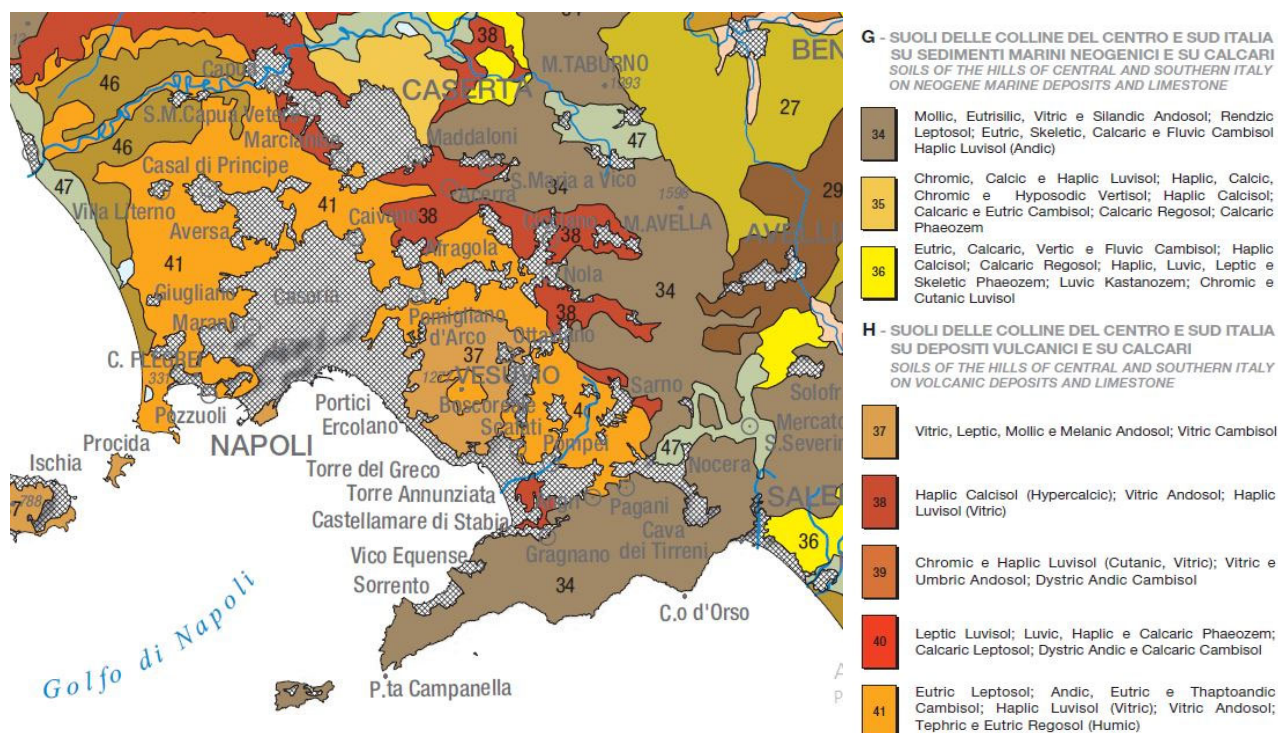 38
M.TABURNO
1393
BEN
46
Capua
CASERTA
27
S.M.Capua Vetere
47
46
Marcianise
Maddaloni
Casal di Principe
47
34
29
Acerra
S.Maria a Vico
1598
41
Villa Literno
Caivano
38
Cicciano
M.AVELLA
Aversa
38
AVELLI
Afragola
41
Nola
34
Giugliano
Casoria
38
Marano
Pomigliano
d'Arco
Ottaviano
C. FLEGREI
37
331
VESUVIO
Sarno
Solofr
Pozzuoli
Portici
Boscoreale
4
Mercato
Ercolano
Scafati
S.Severin
NAPOLI
Pompei
47
Procida
Nocera
Ischia
Torre del Greco
788
7
Torre Annunziata
SALE
Pagani
Castellamare di Stabia
Cava
dei Tirreni
36
Gragnano
Vico Equense
34
Sorrento
C.o d'Orso
Golfo di Napoli
P.ta Campanella
G - SUOLI DELLE COLLINE DEL CENTRO E SUD ITALIA
SU SEDIMENTI MARINI NEOGENICI E SU CALCARI
SOILS OF THE HILLS OF CENTRAL AND SOUTHERN ITALY
ON NEOGENE MARINE DEPOSITS AND LIMESTONE
34
Mollic, Eutrisilic, Vitric e Silandic Andosol; Rendzic
Leptosol; Eutric, Skeletic, Calcaric e Fluvic Cambisol
Haplic Luvisol (Andic)
35
Chromic, Calcic e Haplic Luvisol; Haplic, Calcic,
Chromic e Hyposodic Vertisol; Haplic Calcisol;
Calcaric e Eutric Cambisol; Calcaric Regosol; Calcaric
Phaeozem
36
Eutric, Calcaric, Vertic e Fluvic Cambisol; Haplic
Calcisol; Calcaric Regosol; Haplic, Luvic, Leptic e
Skeletic Phaeozem; Luvic Kastanozem; Chromic e
Cutanic Luvisol
H - SUOLI DELLE COLLINE DEL CENTRO E SUD ITALIA
SU DEPOSITI VULCANICI E SU CALCARI
SOILS OF THE HILLS OF CENTRAL AND SOUTHERN ITALY
ON VOLCANIC DEPOSITS AND LIMESTONE
37
Vitric, Leptic, Mollic e Melanic Andosol; Vitric Cambisol
38
Haplic Calcisol (Hypercalcic); Vitric Andosol; Haplic
Luvisol (Vitric)
39
Chromic e Haplic Luvisol (Cutanic, Vitric); Vitric e
Umbric Andosol; Dystric Andic Cambisol
40
Leptic Luvisol; Luvic, Haplic e Calcaric Phaeozem;
Calcaric Leptosol; Dystric Andic e Calcaric Cambisol
41
Eutric Leptosol; Andic, Eutric e Thaptoandic
Cambisol; Haplic Luvisol (Vitric); Vitric Andosol;
Tephric e Eutric Regosol (Humic)